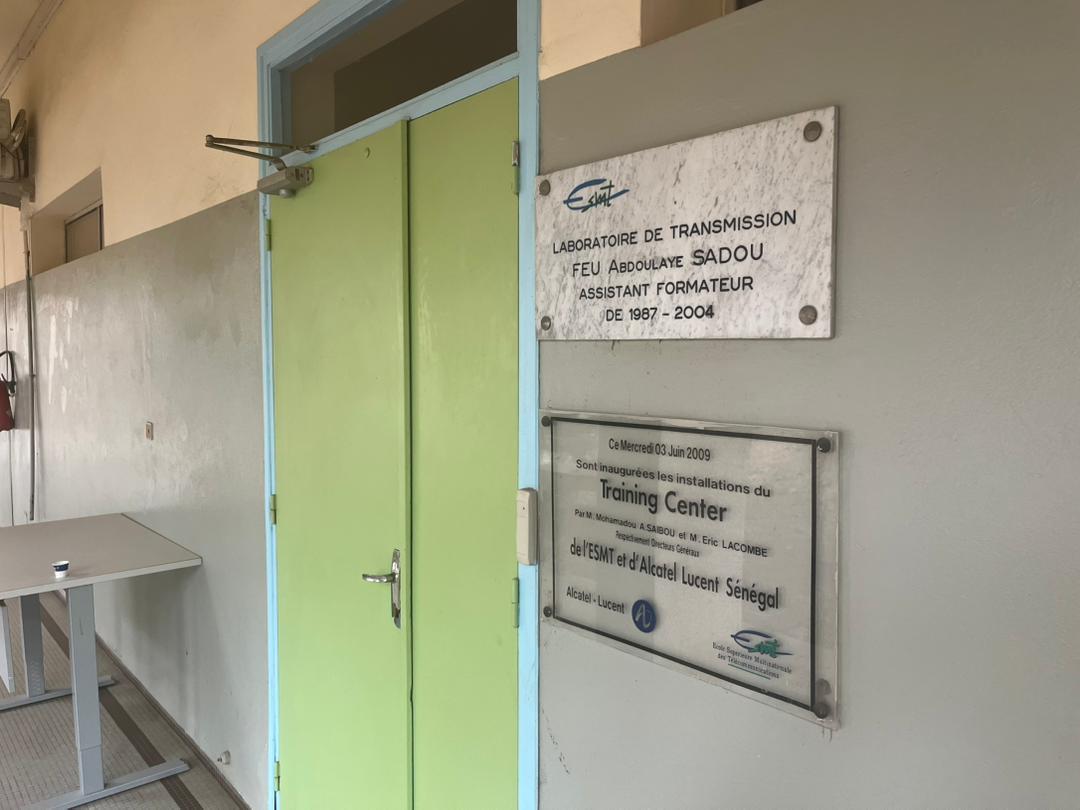 Esmt
LABORATOIRE DE TRANSMISSION
FEU ABDOULAYE SADOU
ASSISTANT FORMATEUR
DE 1987 - 2004
Ce Mercredi 03 Juin 2009
Sont inaugurées les installations du
Training Center
Par M. Mohamadou A.SAIBOU et M. Eric LACOMBE
Respectivement Directeurs Généraux
de l'ESMT et d'Alcatel Lucent Sénégal
Alcatel - Lucent
Esmt
Ecole Supérieure Multinationale
des Télécommunications